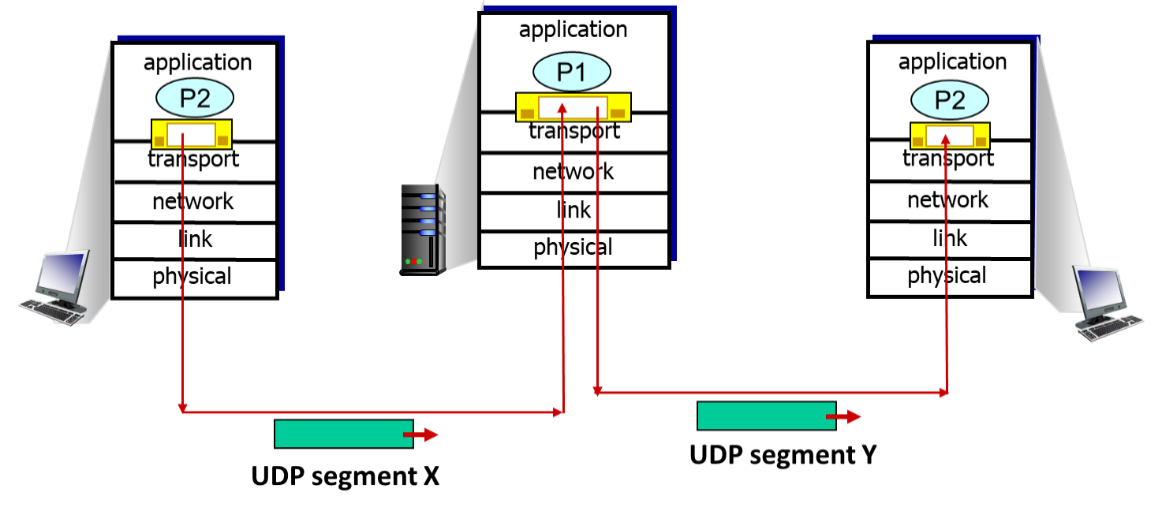 application
P2
transport
network
link
physical
application
P1
transport
network
link
physical
application
P2
transport
network
link
physical
UDP segment X
UDP segment Y